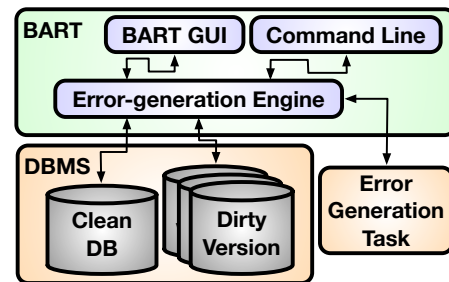 BART
BART GUI
Command Line
Error-generation Engine
DBMS
Clean
DB
Dirty
Version
Error
Generation
Task